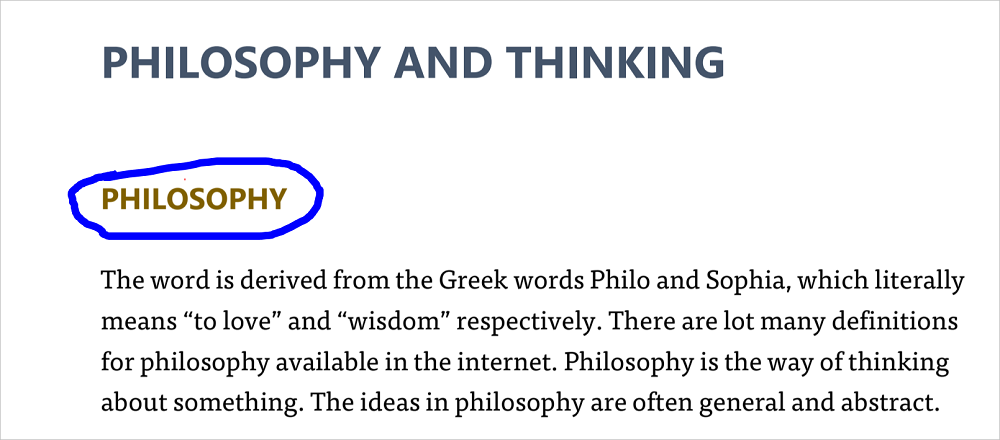 PHILOSOPHY AND THINKING
PHILOSOPHY
The word is derived from the Greek words Philo and Sophia, which literally
means “to love” and “wisdom” respectively. There are lot many definitions
for philosophy available in the internet. Philosophy is the way of thinking
about something. The ideas in philosophy are often general and abstract.